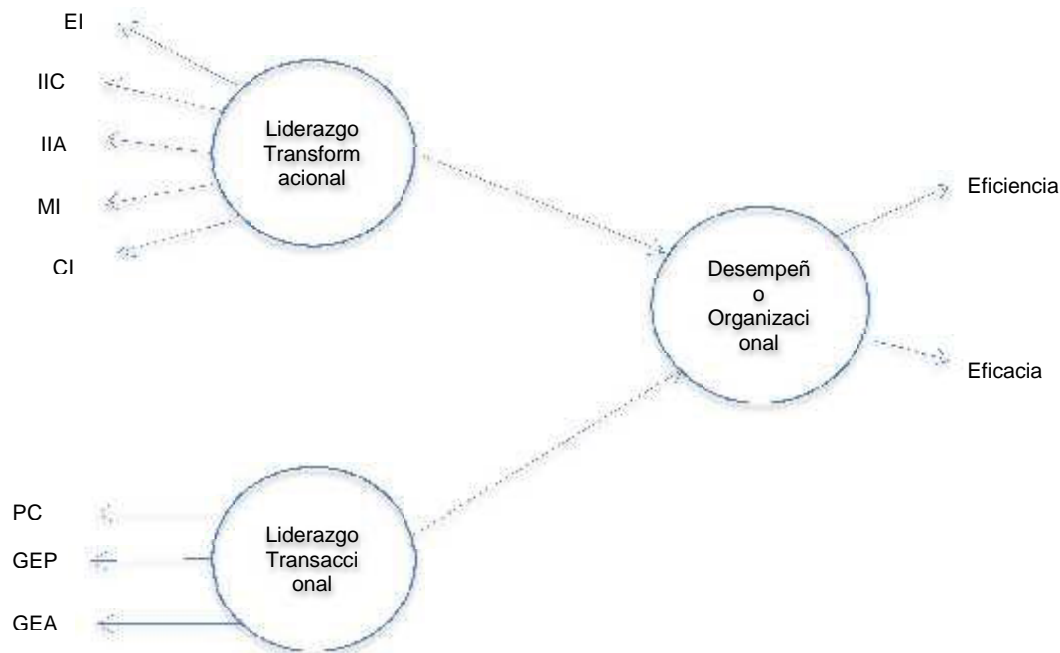 EI
IIC
IIA
MI
CI
Liderazgo
Transform
acional
Eficiencia
Desempeñ
o
Organizaci
onal
Eficacia
PC
GEP
GEA
Liderazgo
Transacci
onal